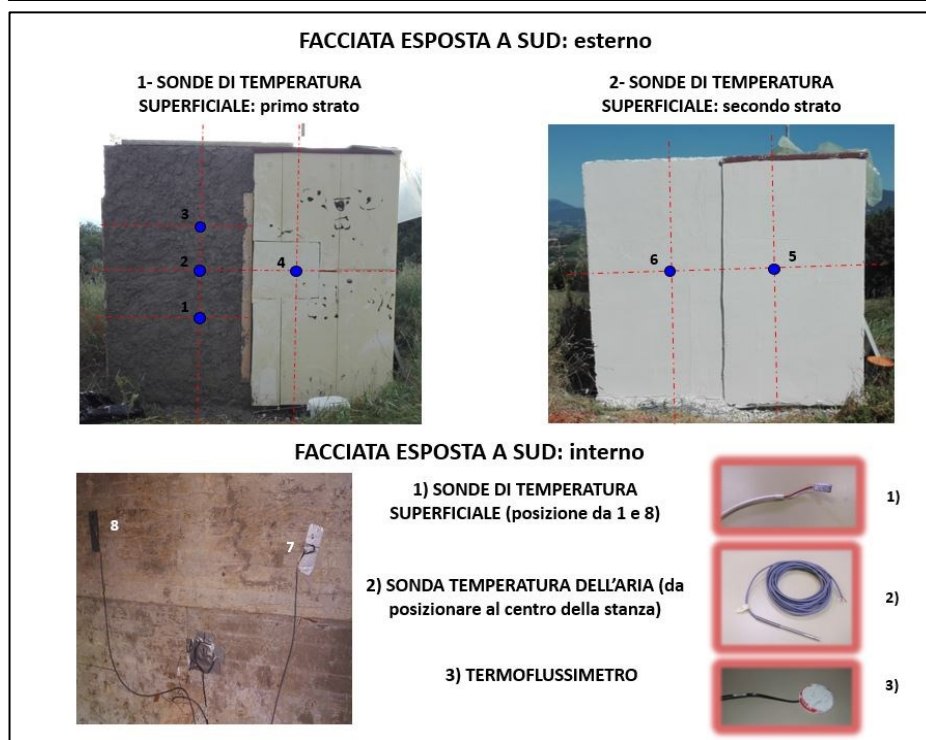 FACCIATA ESPOSTA A SUD: esterno
1- SONDE DI TEMPERATURA
SUPERFICIALE: primo strato
2- SONDE DI TEMPERATURA
SUPERFICIALE: secondo strato
3
2
4
1
6
5
FACCIATA ESPOSTA A SUD: interno
8
7
1) SONDE DI TEMPERATURA
SUPERFICIALE (posizione da 1 e 8)
1)
2) SONDA TEMPERATURA DELL'ARIA (da
posizionare al centro della stanza)
2)
3) TERMOFLUSSIMETRO
3)